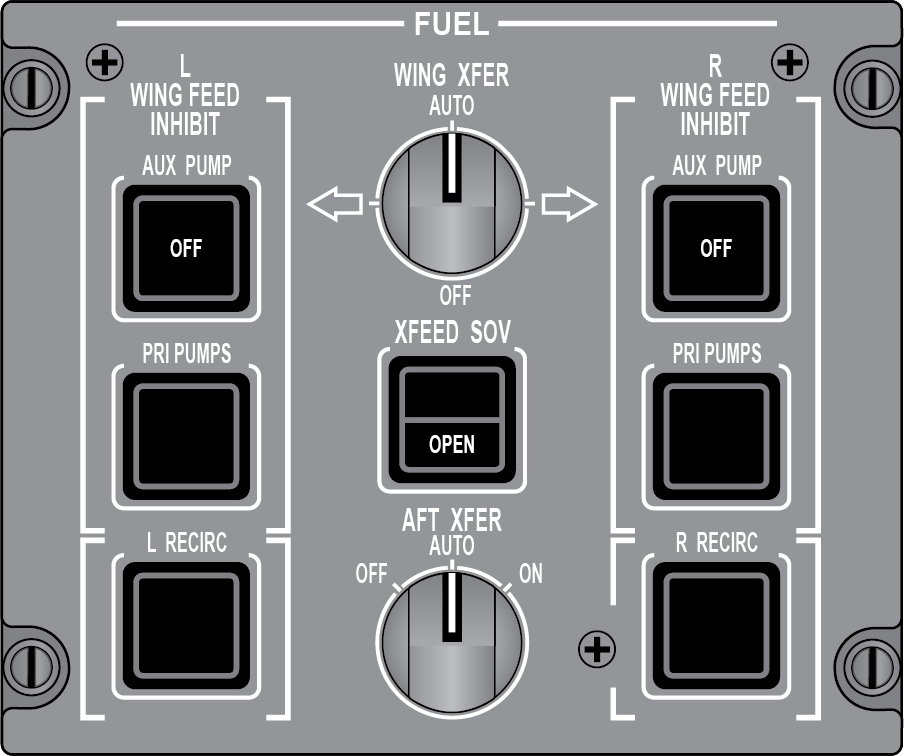 FUEL
L
WING FEED
INHIBIT
AUX PUMP
OFF
PRI PUMPS
L RECIRC
WING XFER
AUTO
OFF
XFEED SOV
OPEN
AFT XFER
AUTO
OFF
ON
R
WING FEED
INHIBIT
AUX PUMP
OFF
PRI PUMPS
R RECIRC